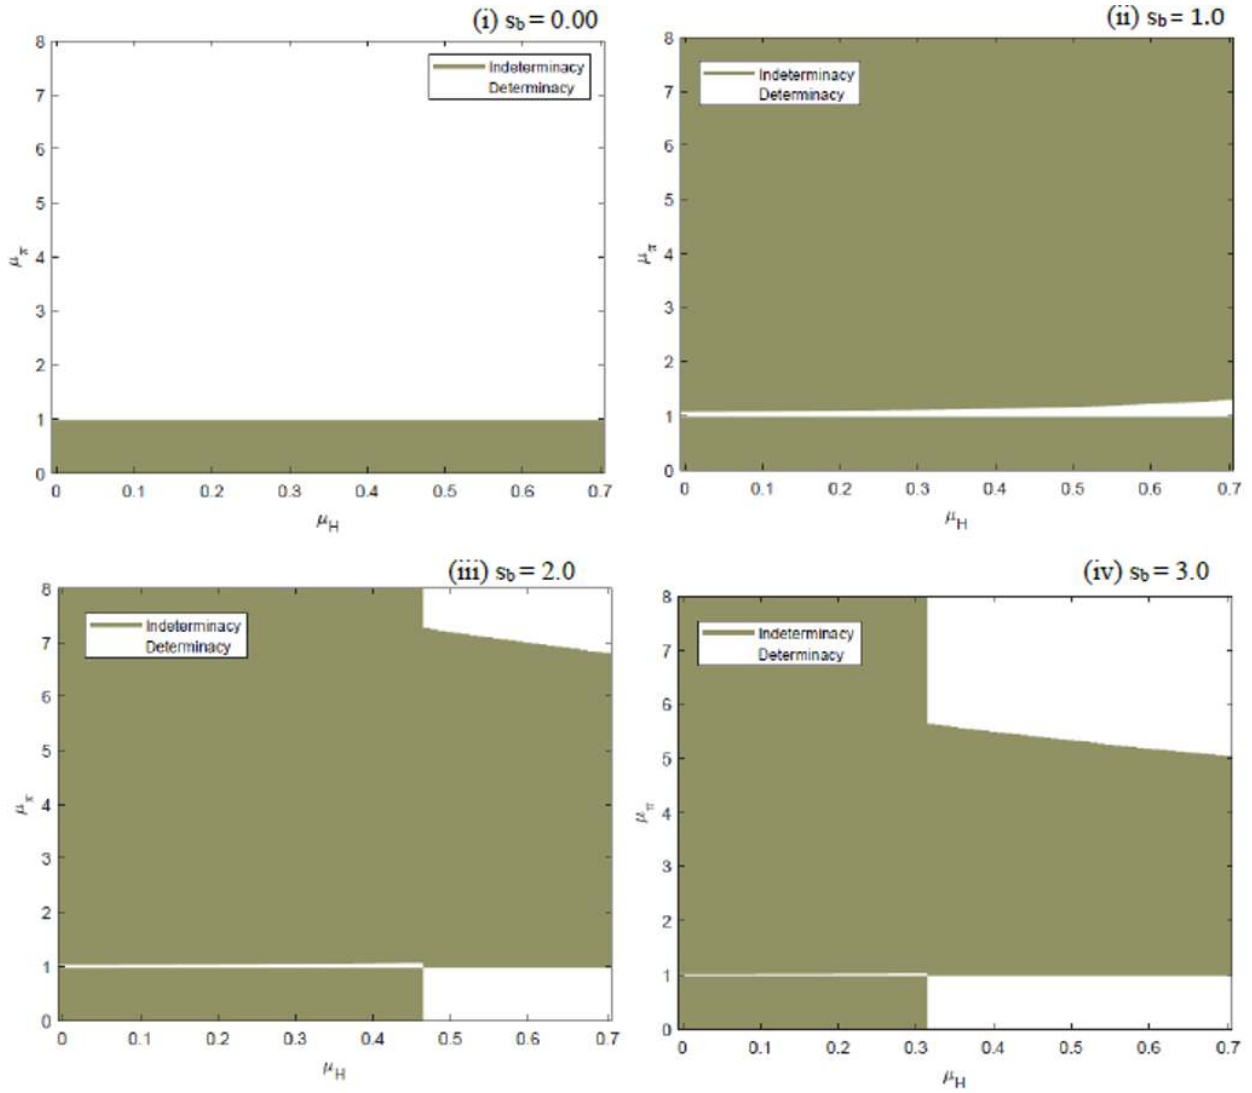 (i) sb = 0.00
8
7
6
5
4
3
2
1
0
μπ
Indeterminacy
Determinacy
0 0.1 0.2 0.3 0.4 0.5 0.6 0.7
μH
(ii) sb = 1.0
8
7
6
5
4
3
2
1
0
μπ
Indeterminacy
Determinacy
0 0.1 0.2 0.3 0.4 0.5 0.6 0.7
μH
(iii) sb = 2.0
8
7
6
5
4
3
2
1
0
μπ
Indeterminacy
Determinacy
0 0.1 0.2 0.3 0.4 0.5 0.6 0.7
μH
(iv) sb = 3.0
8
7
6
5
4
3
2
1
0
μπ
Indeterminacy
Determinacy
0 0.1 0.2 0.3 0.4 0.5 0.6 0.7
μH